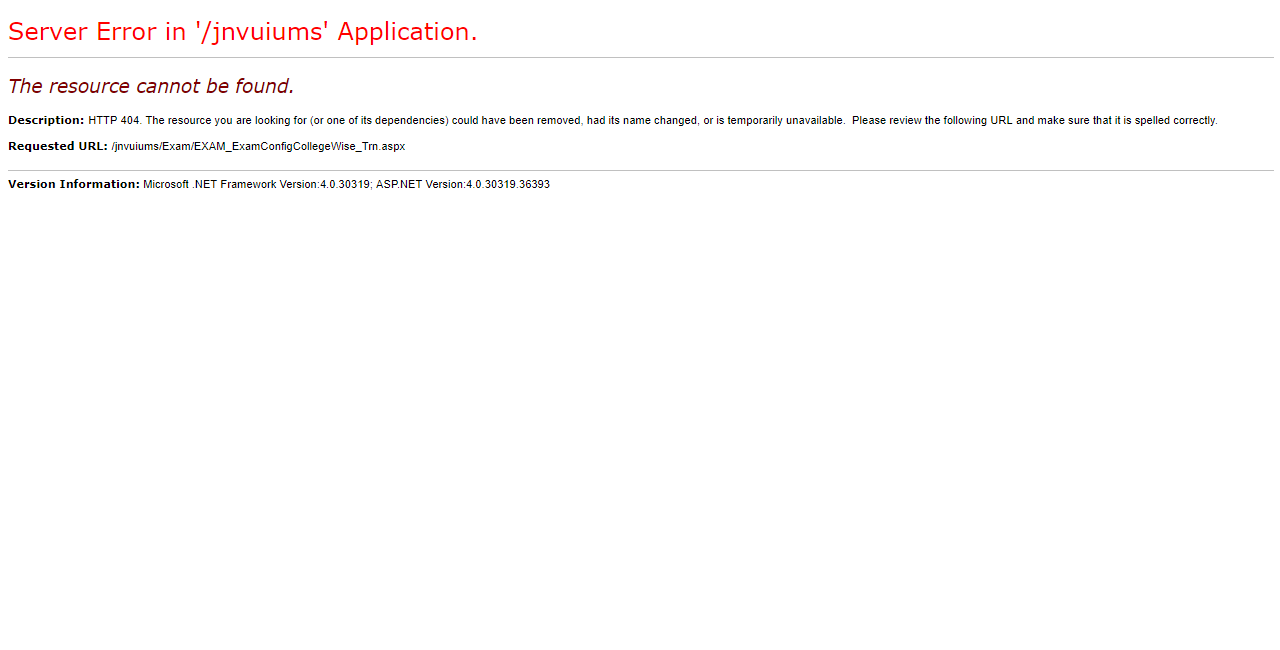 Server Error in '/jnvuiums' Application.
The resource cannot be found.
Description: HTTP 404. The resource you are looking for (or one of its dependencies) could have been removed, had its name changed, or is temporarily unavailable.  Please review the following URL and make sure that it is spelled correctly.
Requested URL: /jnvuiums/Exam/EXAM_ExamConfigCollegeWise_Trn.aspx
Version Information: Microsoft .NET Framework Version:4.0.30319; ASP.NET Version:4.0.30319.36393